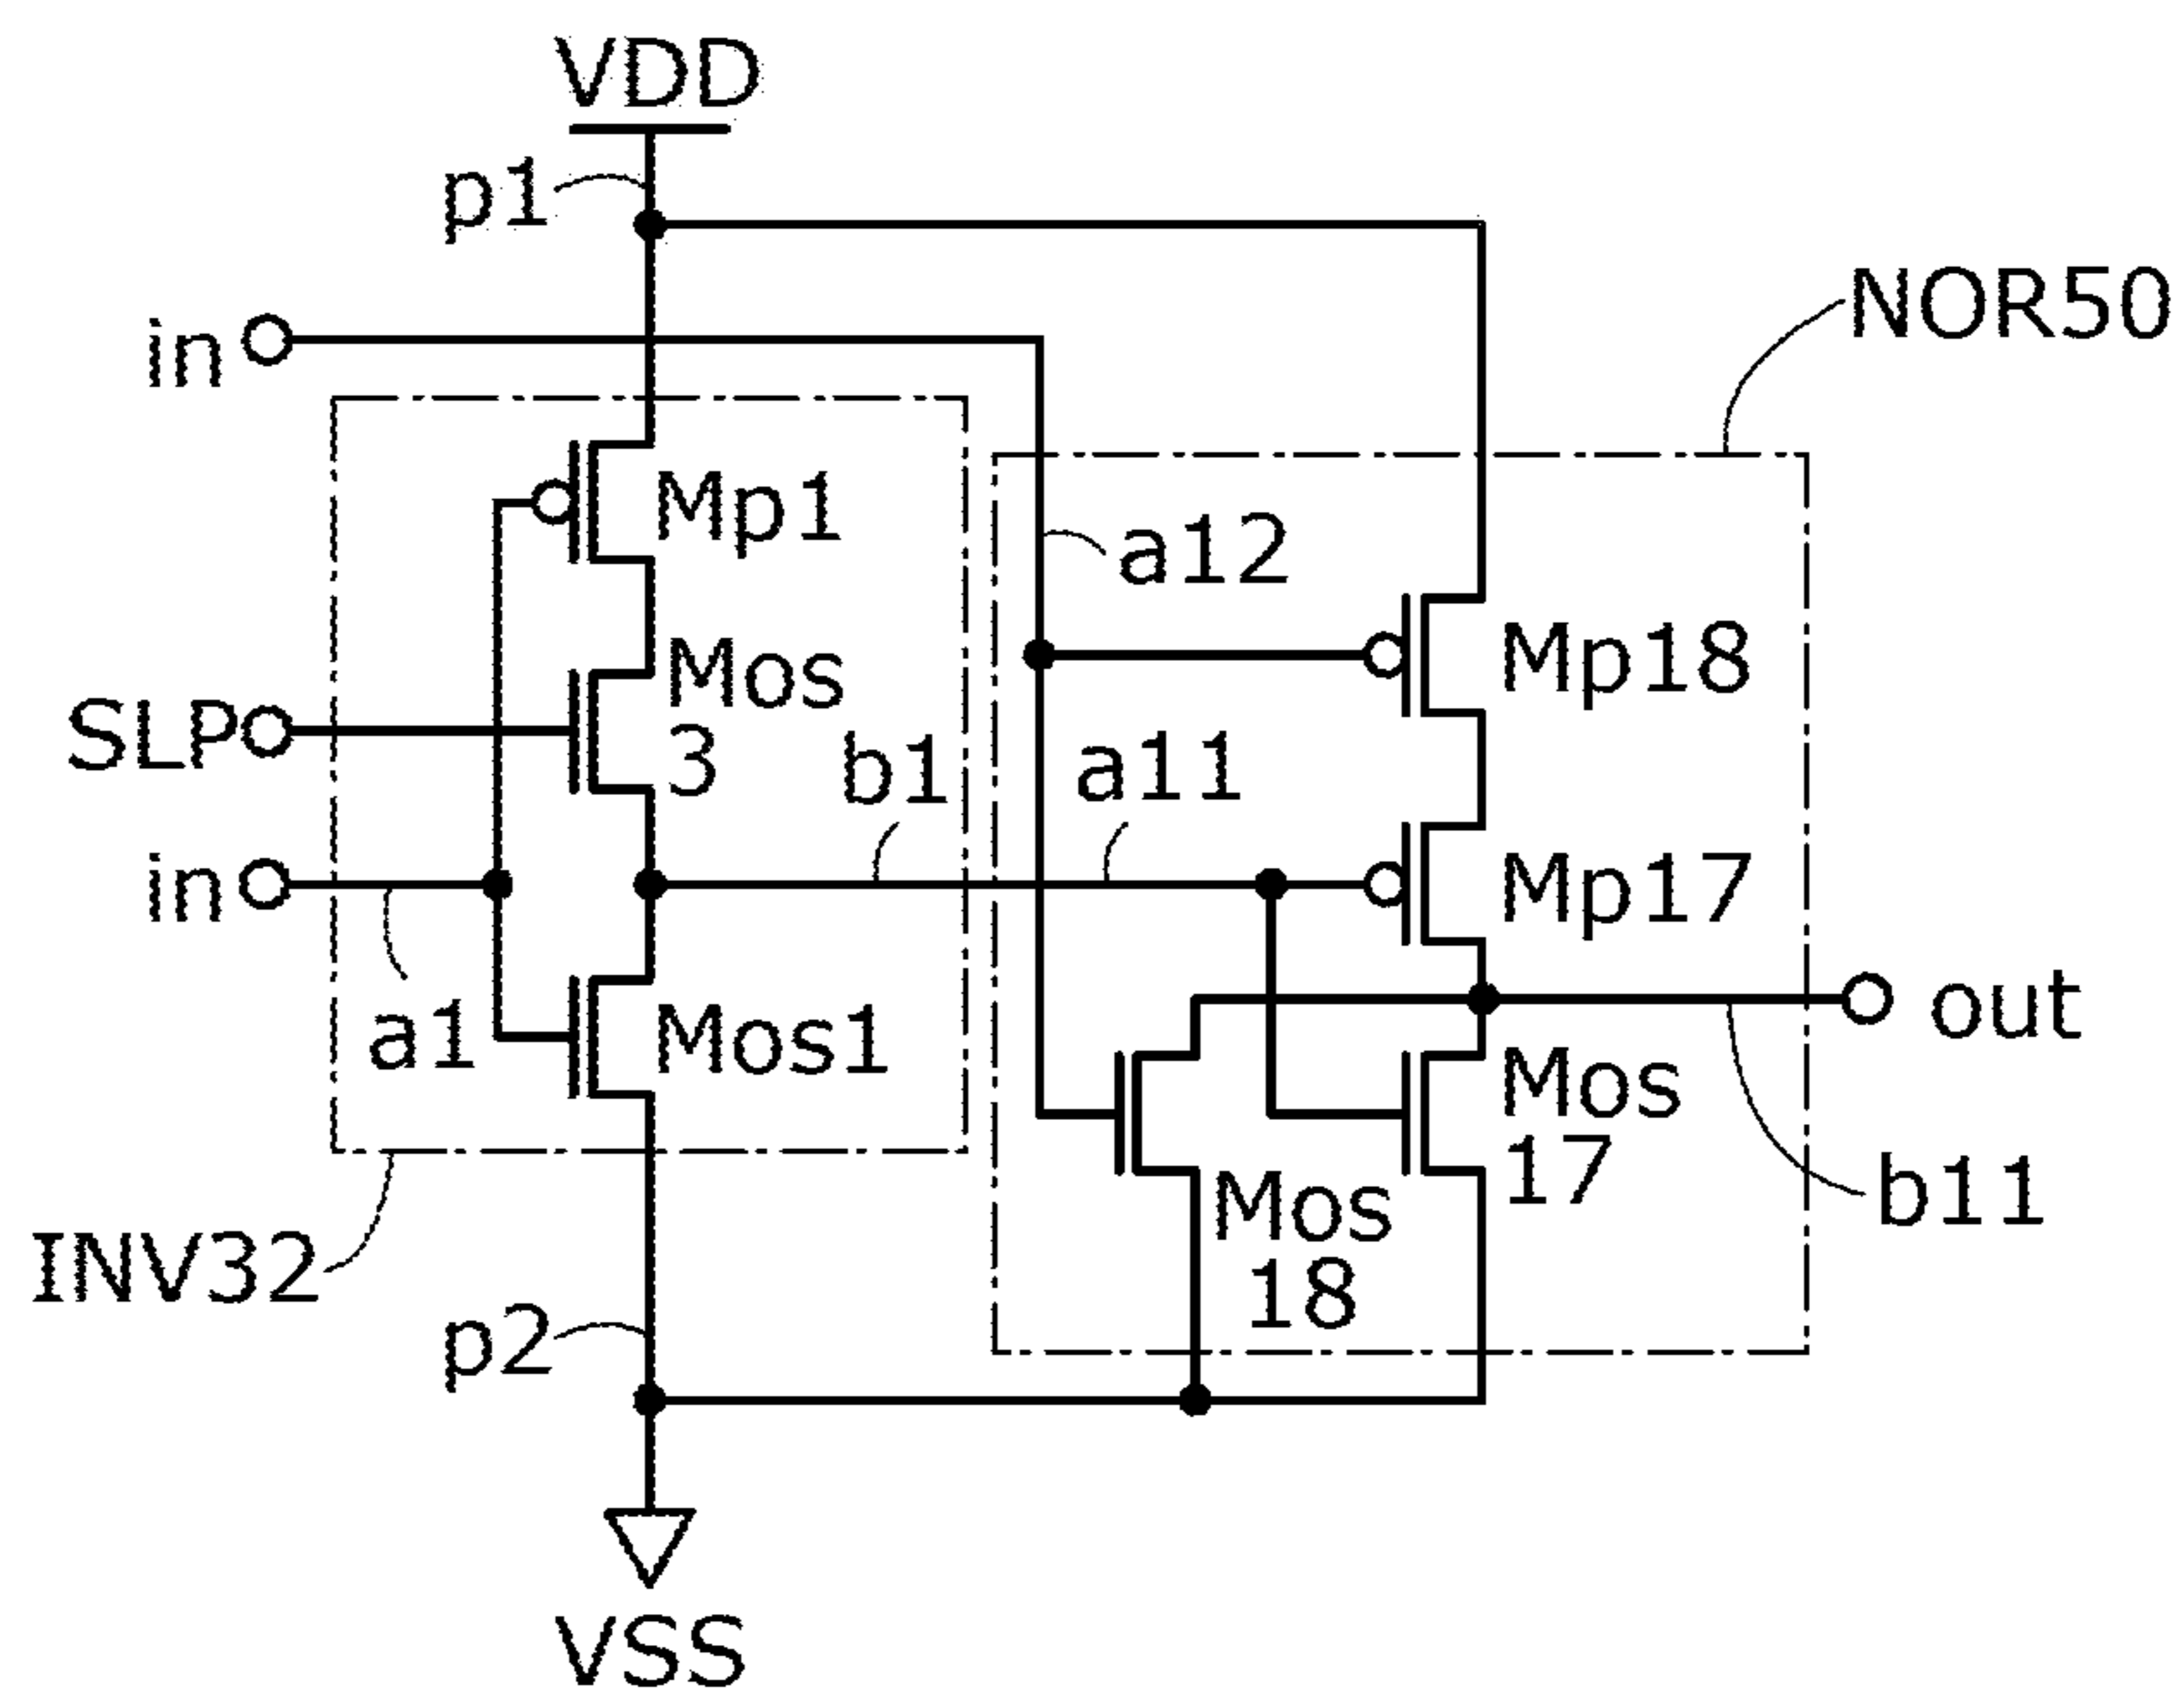 VDD
p1
in
NOR50
Mp1
a12
Mos
3
Mp18
SLP
b1
a11
in
Mp17
a1
Mos1
out
Mos
17
Mos
18
b11
INV32
p2
VSS